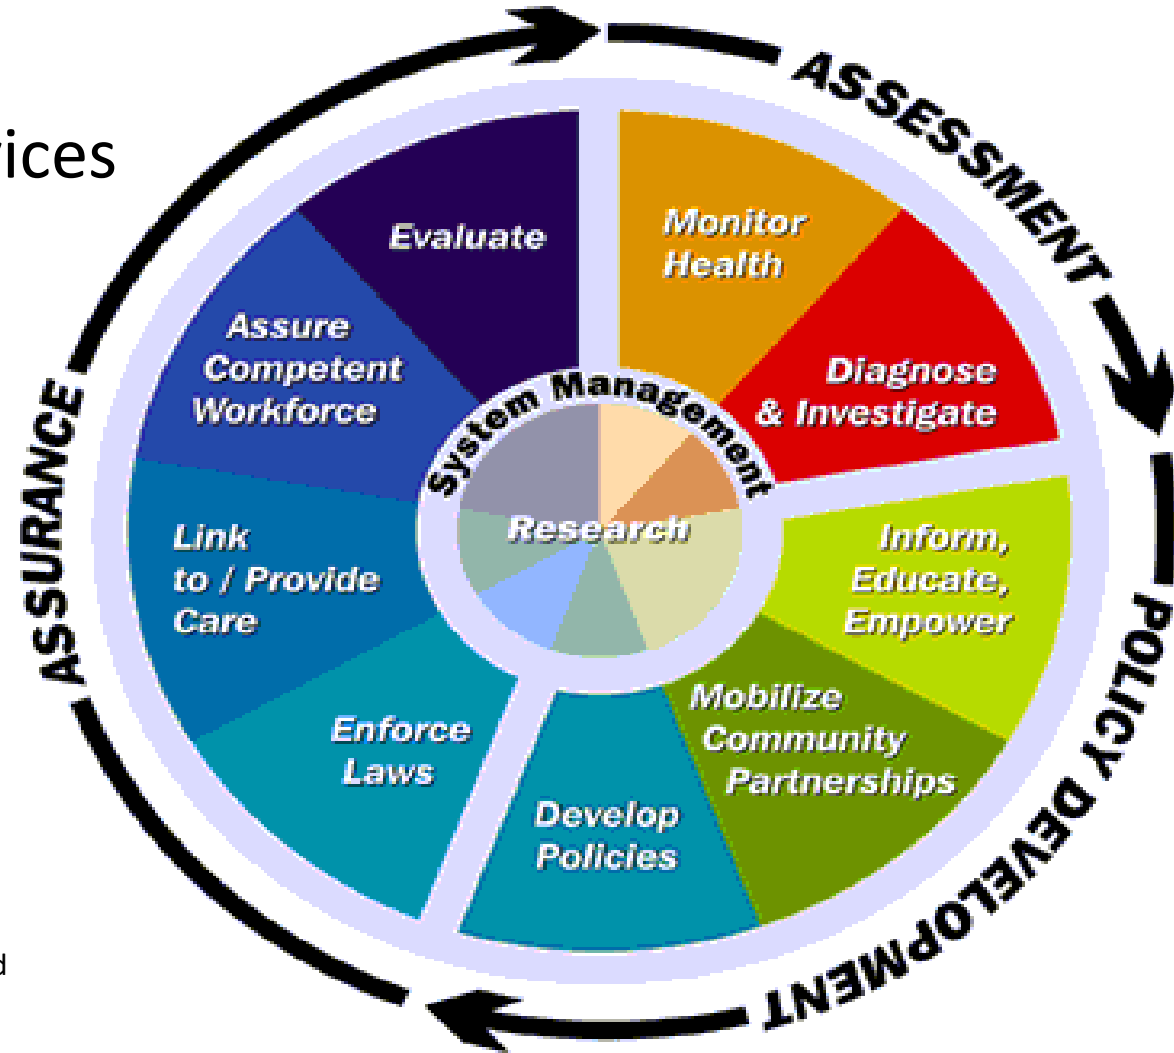 vices
ASSESSMENT
Evaluate
Monitor
Health
Assure
Competent
Workforce
Diagnose
& Investigate
System Management
Research
ASSURANCE
Link
to / Provide
Care
Inform,
Educate,
Empower
Enforce
Laws
Mobilize
Community
Partnerships
Develop
Policies
POLICY DEVELOPMENT
d